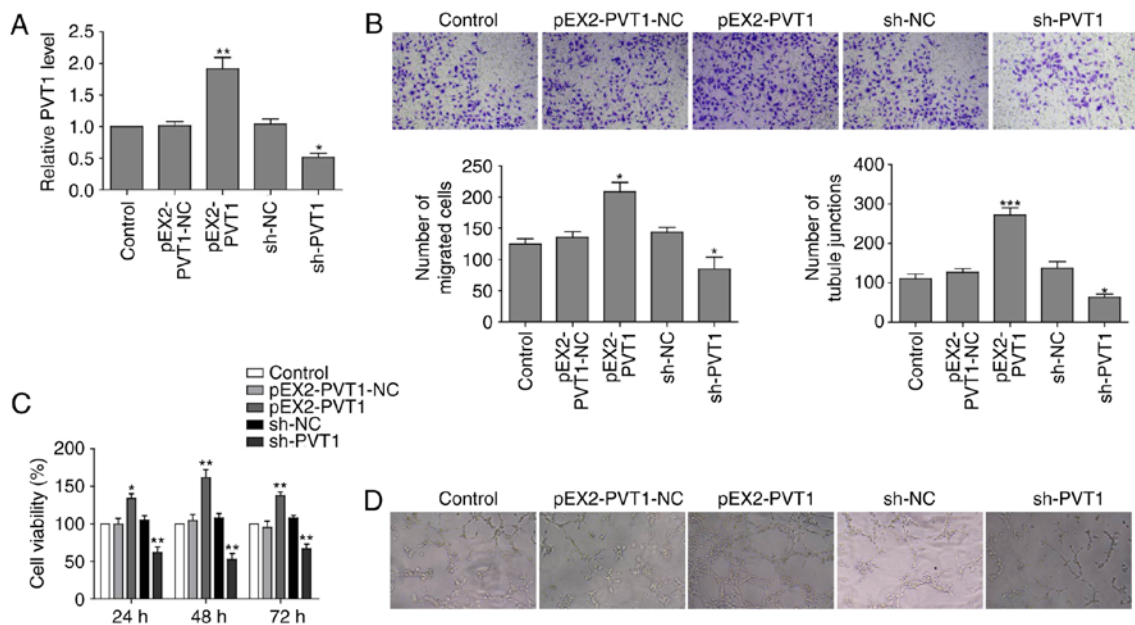 A
Relative PVT1 level
2.5
2.0
1.5
1.0
0.5
0.0
**
*
Control
pEX2-
PVT1-NC
pEX2-
PVT1
sh-NC
sh-PVT1
B
Control
pEX2-PVT1-NC
pEX2-PVT1
sh-NC
sh-PVT1
Number of
migrated cells
250
200
150
100
50
0
*
*
Control
pEX2-
PVT1-NC
pEX2-
PVT1
sh-NC
sh-PVT1
Number of
tubule junctions
400
300
200
100
0
***
*
Control
pEX2-
PVT1-NC
pEX2-
PVT1
sh-NC
sh-PVT1
C
Control
pEX2-PVT1-NC
pEX2-PVT1
sh-NC
sh-PVT1
Cell viability (%)
200
150
100
50
0
*
**
**
**
**
**
24 h
48 h
72 h
D
Control
pEX2-PVT1-NC
pEX2-PVT1
sh-NC
sh-PVT1